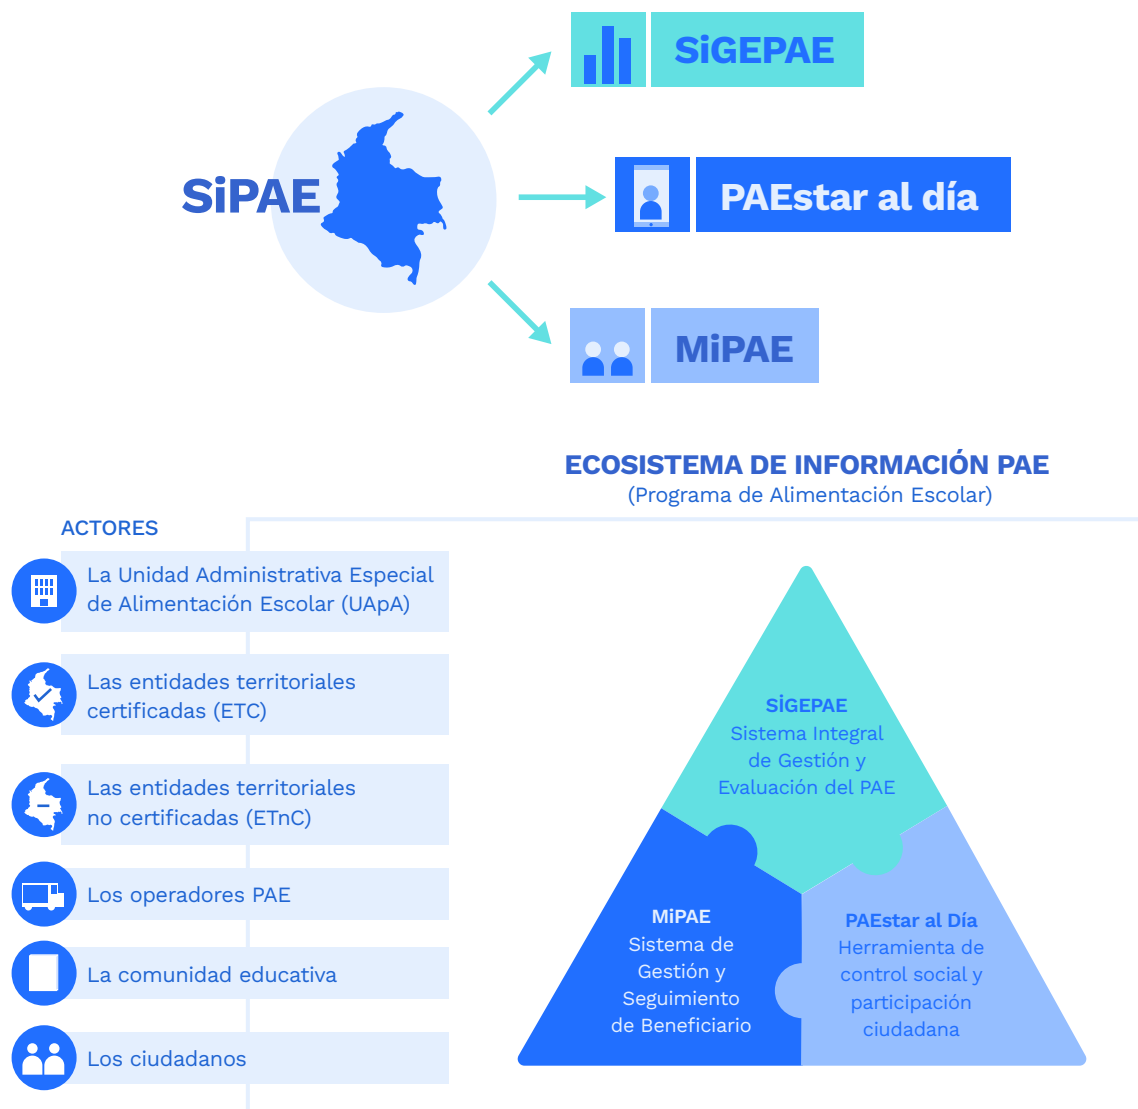 SiGEPAE
SiPAE
PAEstar al día
MiPAE
ECOSISTEMA DE INFORMACIÓN PAE
(Programa de Alimentación Escolar)
ACTORES
La Unidad Administrativa Especial
de Alimentación Escolar (UApA)
Las entidades territoriales
certificadas (ETC)
Las entidades territoriales
no certificadas (ETnC)
Los operadores PAE
La comunidad educativa
Los ciudadanos
SiGEPAE
Sistema Integral
de Gestión y
Evaluación del PAE
MiPAE
Sistema de
Gestión y
Seguimiento
de Beneficiario
PAEstar al Día
Herramienta de
control social y
participación
ciudadana